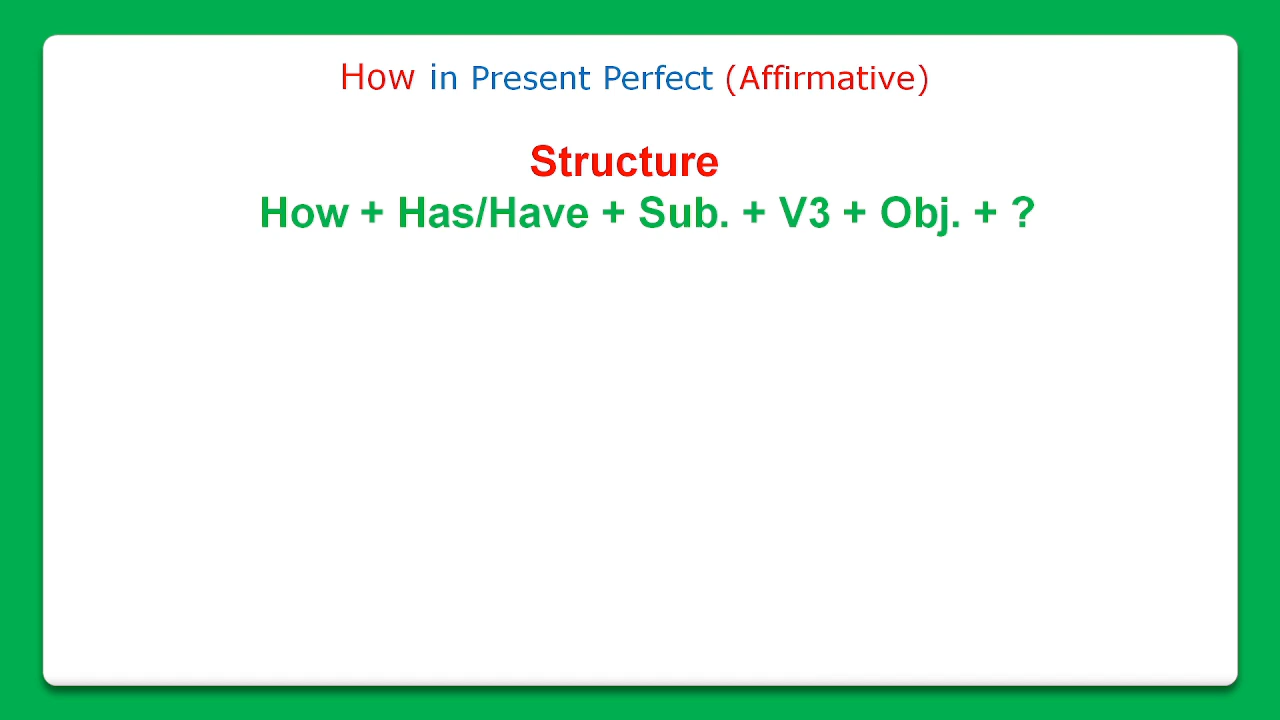 How in Present Perfect (Affirmative)
Structure
How + Has/Have + Sub. + V3 + Obj. + ?